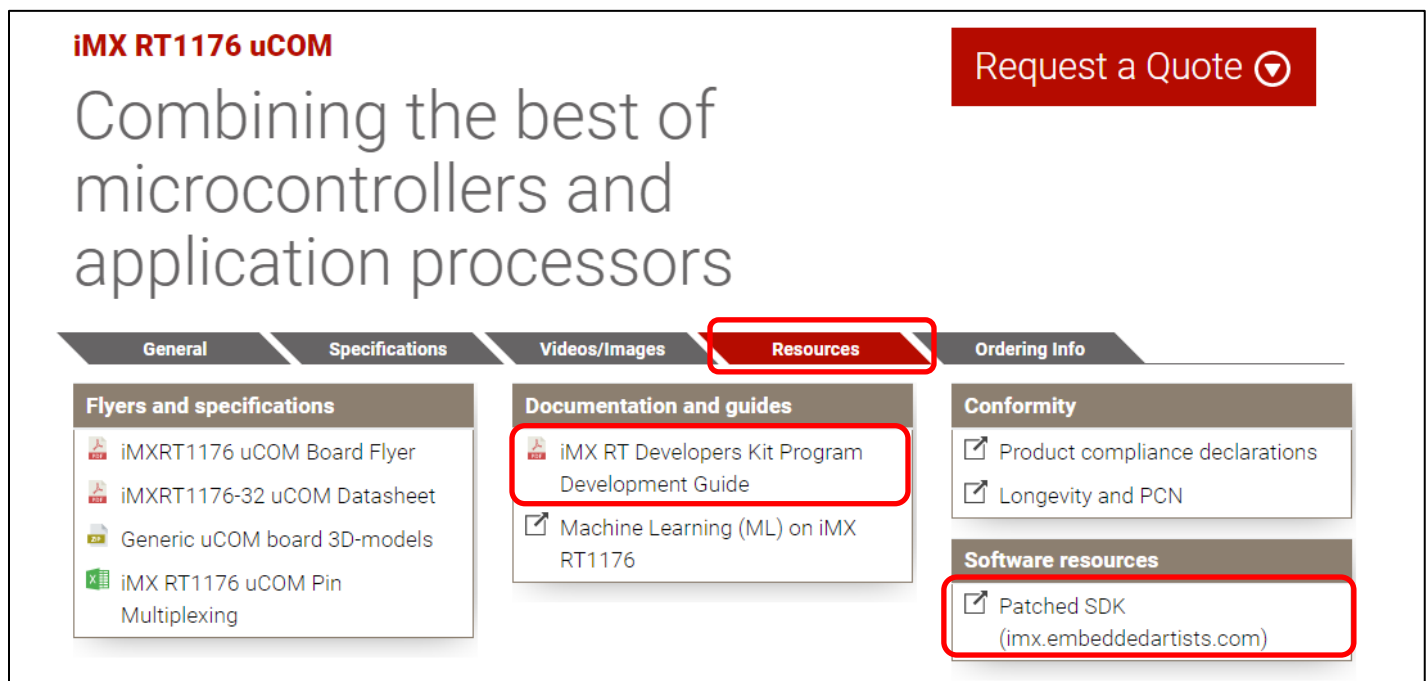 iMX RT1176 uCOM
Request a Quote
Combining the best of
microcontrollers and
application processors
General
Specifications
Videos/Images
Resources
Ordering Info
Flyers and specifications
iMXRT1176 uCOM Board Flyer
iMXRT1176-32 uCOM Datasheet
Generic uCOM board 3D-models
iMX RT1176 uCOM Pin
Multiplexing
Documentation and guides
iMX RT Developers Kit Program
Development Guide
Machine Learning (ML) on iMX
RT1176
Conformity
Product compliance declarations
Longevity and PCN
Software resources
Patched SDK
(imx.embeddedartists.com)